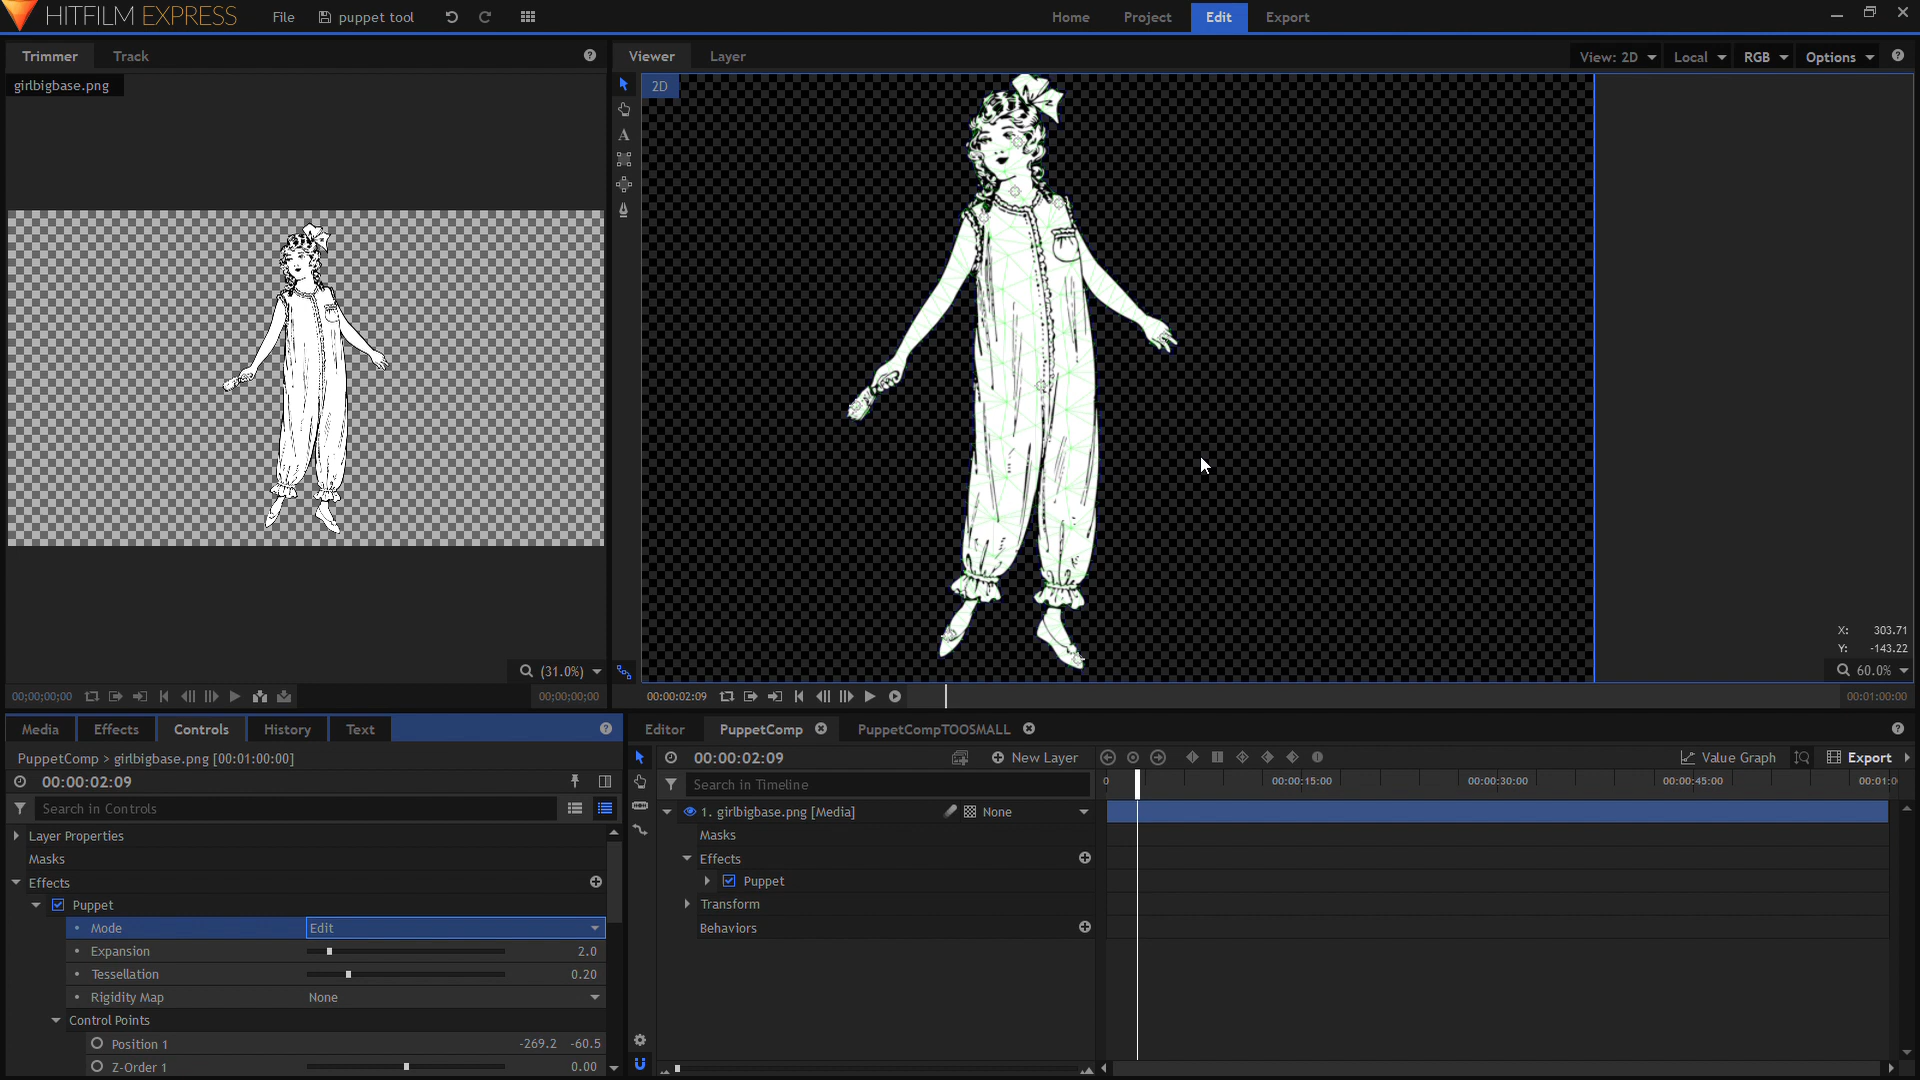 HITFILM EXPRESS
File
puppet tool
Home
Project
Edit
Export
Trimmer
Track
girlbigbase.png
Viewer
Layer
View: 2D
Local
RGB
Options
2D
X: 303.71
Y: -143.22
(31.0%)
60.0%
00;00;00;00
00;00;00;00
00:00:02:09
00:01:00:00
Media
Effects
Controls
History
Text
PuppetComp > girlbigbase.png [00:01:00:00]
00:00:02:09
Search in Controls
Layer Properties
Masks
Effects
Puppet
Mode
Edit
Expansion
2.0
Tessellation
0.20
Rigidity Map
None
Control Points
Position 1
-269.2 -60.5
Z-Order 1
0.00
Editor
PuppetComp
PuppetCompTOOSMALL
00:00:02:09
New Layer
Value Graph
Export
Search in Timeline
0
00:00:15:00
00:00:30:00
00:00:45:00
00:01:0
1. girlbigbase.png [Media]
None
Masks
Effects
Puppet
Transform
Behaviors